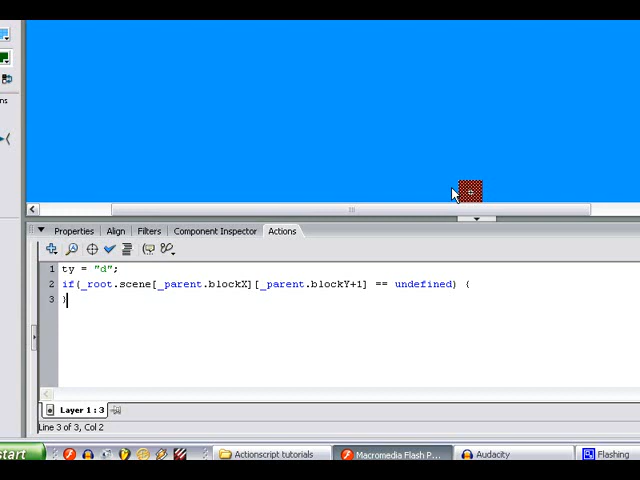 ns
Properties Align Filters Component Inspector Actions
1 ty = "d";
2 if(_root.scene[_parent.blockX][_parent.blockY+1] == undefined) {
3 }
Layer 1 : 3
Line 3 of 3, Col 2
start Actionscript tutorials Macromedia Flash P... Audacity Flashing